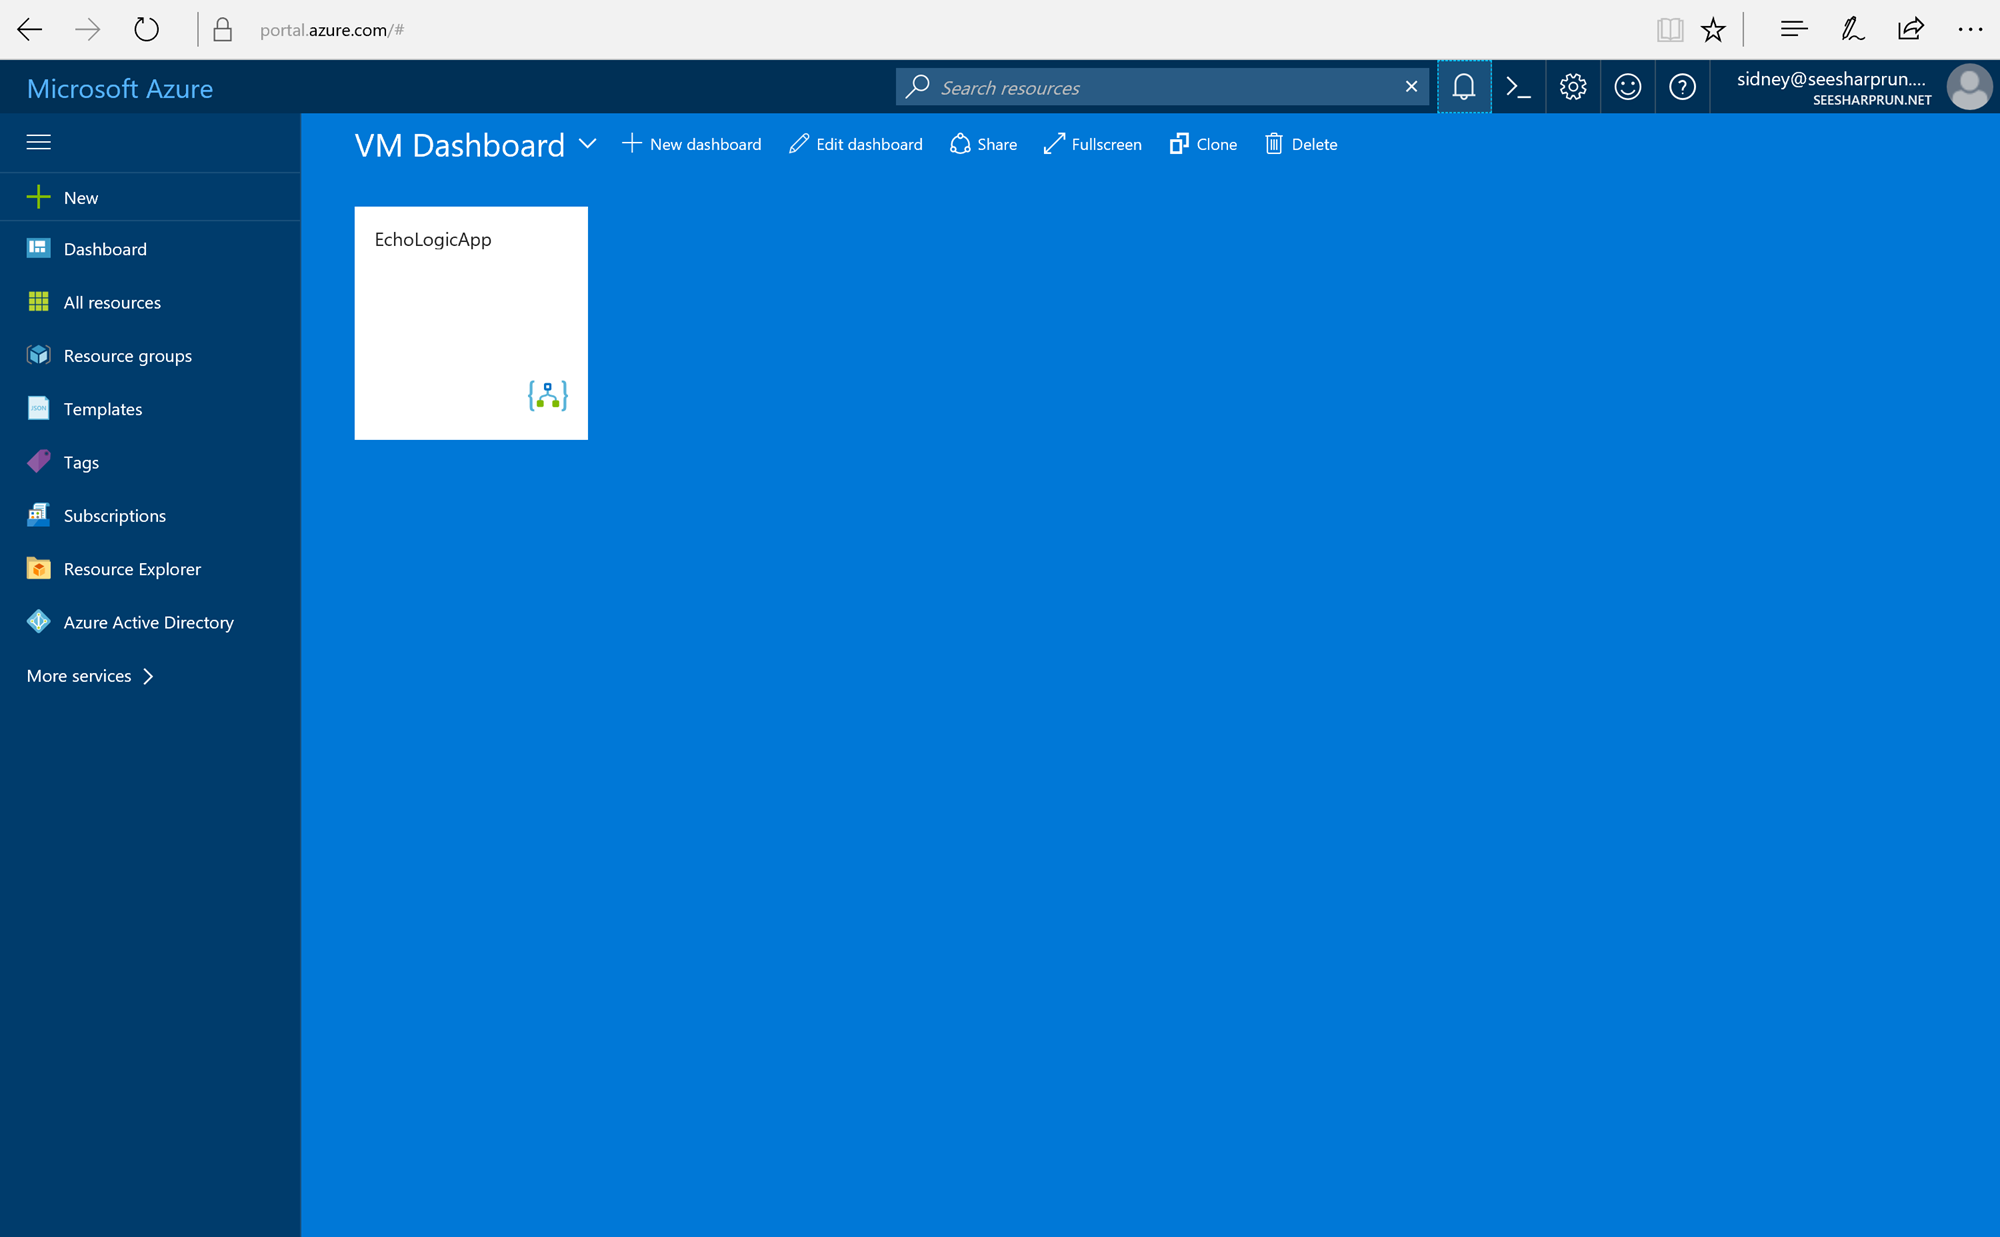 portal.azure.com/#
Microsoft Azure
Search resources
sidney@seesharprun....
SEESHARPRUN.NET
VM Dashboard
New dashboard
Edit dashboard
Share
Fullscreen
Clone
Delete
New
Dashboard
All resources
Resource groups
Templates
Tags
Subscriptions
Resource Explorer
Azure Active Directory
More services
EchoLogicApp
JSON